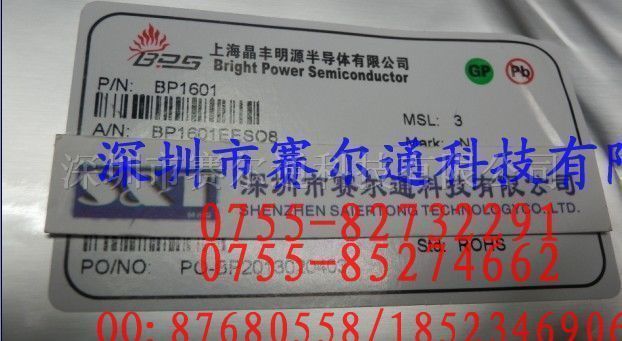 BPS
上海晶丰明源半导体有限公司
Bright Power Semiconductor
GP
Pb
P/N: BP1601
MSL: 3
A/N: BP1601EESO8
Mark: N
深圳市赛尔通科技有限
S&T 深圳市赛尔通科技有限公司
SHENZHEN SAIERTONG TECHNOLOGYCO.,LTD.
0755-82732291
Std: ROHS
0755-85274662
PO/NO:
QQ:87680558/1852346906